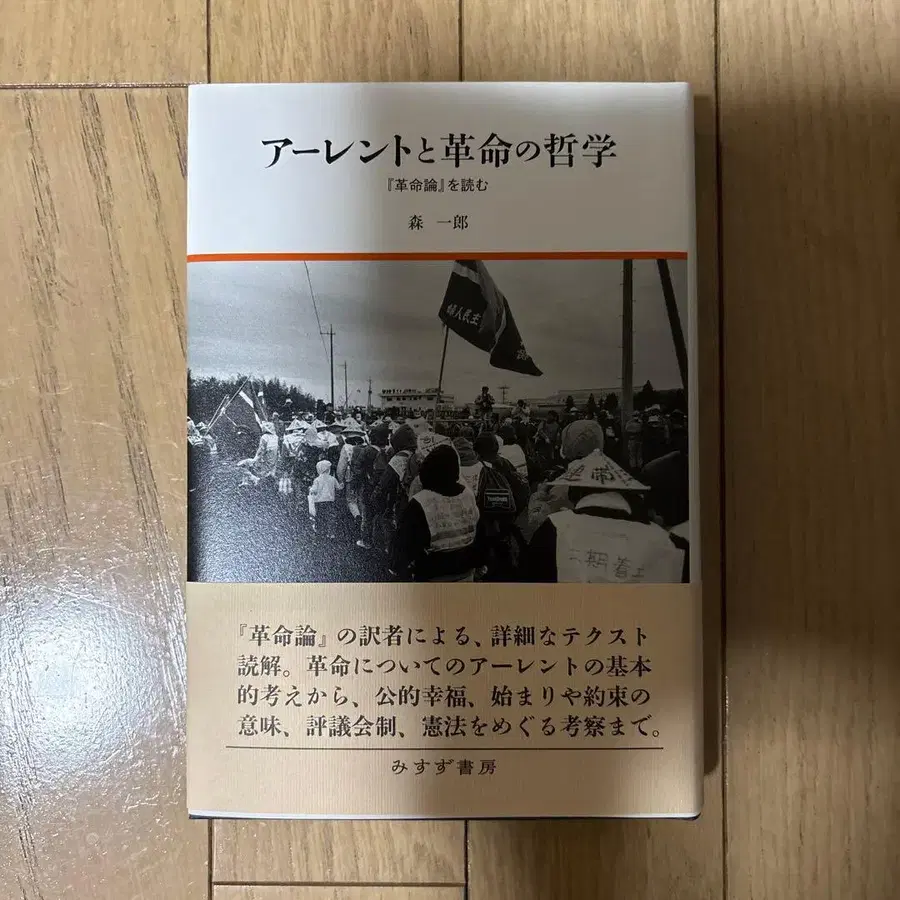 アーレントと革命の哲学
『革命論』を読む
森 一郎
婦人民主
『革命論』の訳者による、詳細なテクスト
読解。革命についてのアーレントの基本
的考えから、公的幸福、始まりや約束の
意味、評議会制、憲法をめぐる考察まで。
みすず書房